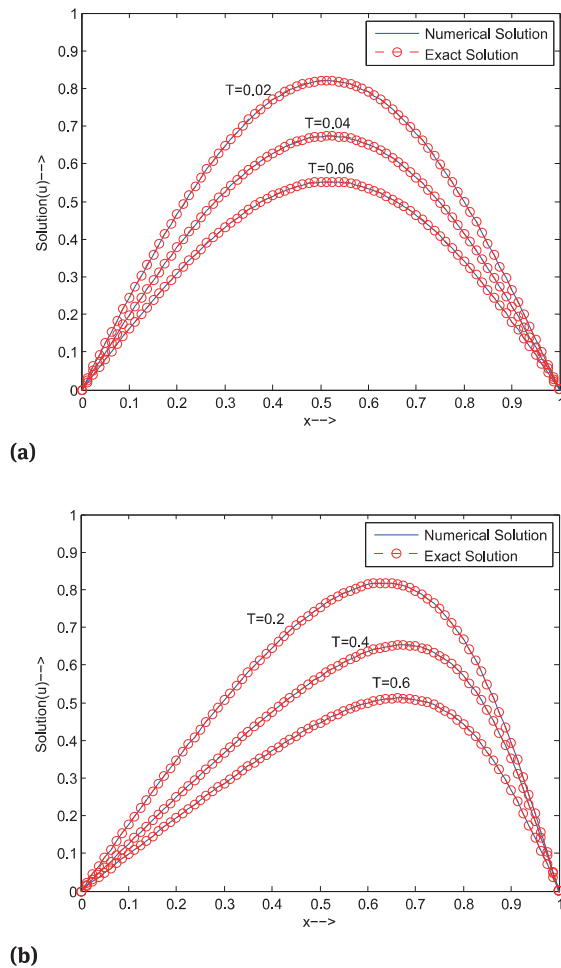 1
0.9
0.8
0.7
0.6
0.5
0.4
0.3
0.2
0.1
0
Solution(u)-->
Numerical Solution
Exact Solution
T=0.02
T=0.04
T=0.06
0 0.1 0.2 0.3 0.4 0.5 0.6 0.7 0.8 0.9 1
x-->
(a)
1
0.9
0.8
0.7
0.6
0.5
0.4
0.3
0.2
0.1
0
Solution(u)-->
Numerical Solution
Exact Solution
T=0.2
T=0.4
T=0.6
0 0.1 0.2 0.3 0.4 0.5 0.6 0.7 0.8 0.9 1
x-->
(b)